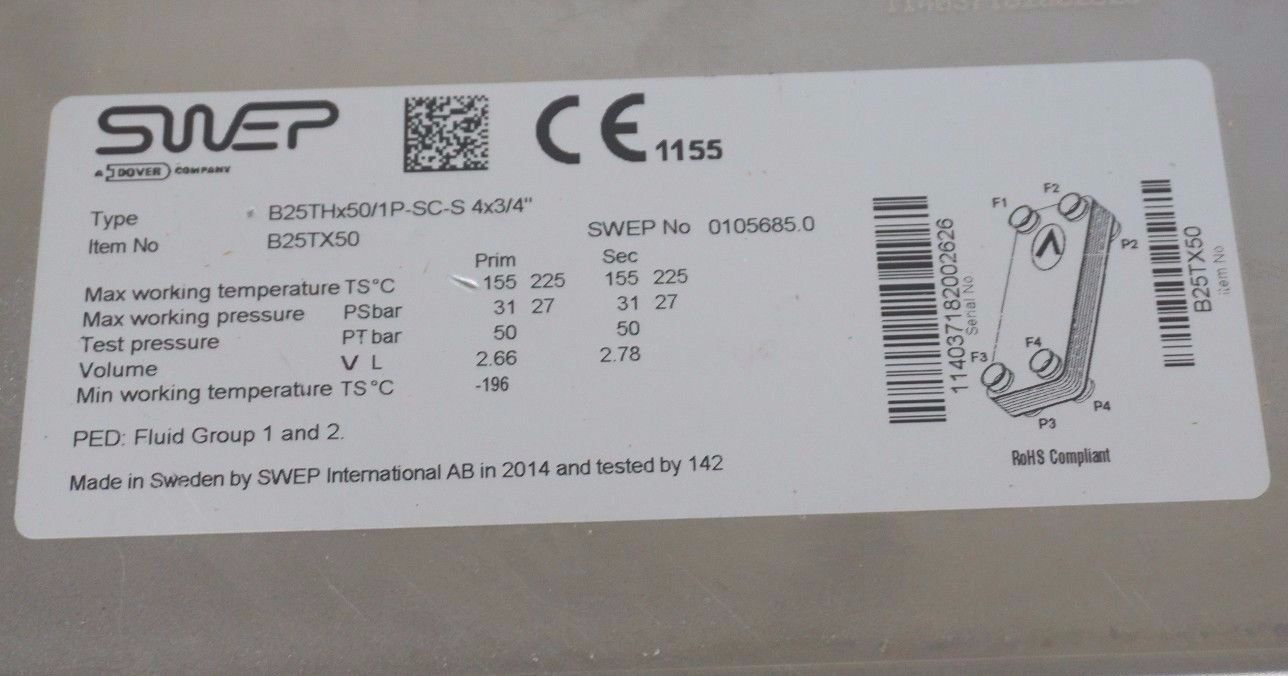 SWEP
A DOVER COMPANY
CE 1155
Type B25THx50/1P-SC-S 4x3/4"
Item No B25TX50
SWEP No 0105685.0
Prim Sec
Max working temperature TS°C 155 225 155 225
Max working pressure PSbar 31 27 31 27
Test pressure PT bar 50 50
Volume V L 2.66 2.78
Min working temperature TS°C -196
PED: Fluid Group 1 and 2.
Made in Sweden by SWEP International AB in 2014 and tested by 142
114037182002626
Serial No
F1
F2
P2
F3
F4
P4
P3
RoHS Compliant
B25TX50
Item No